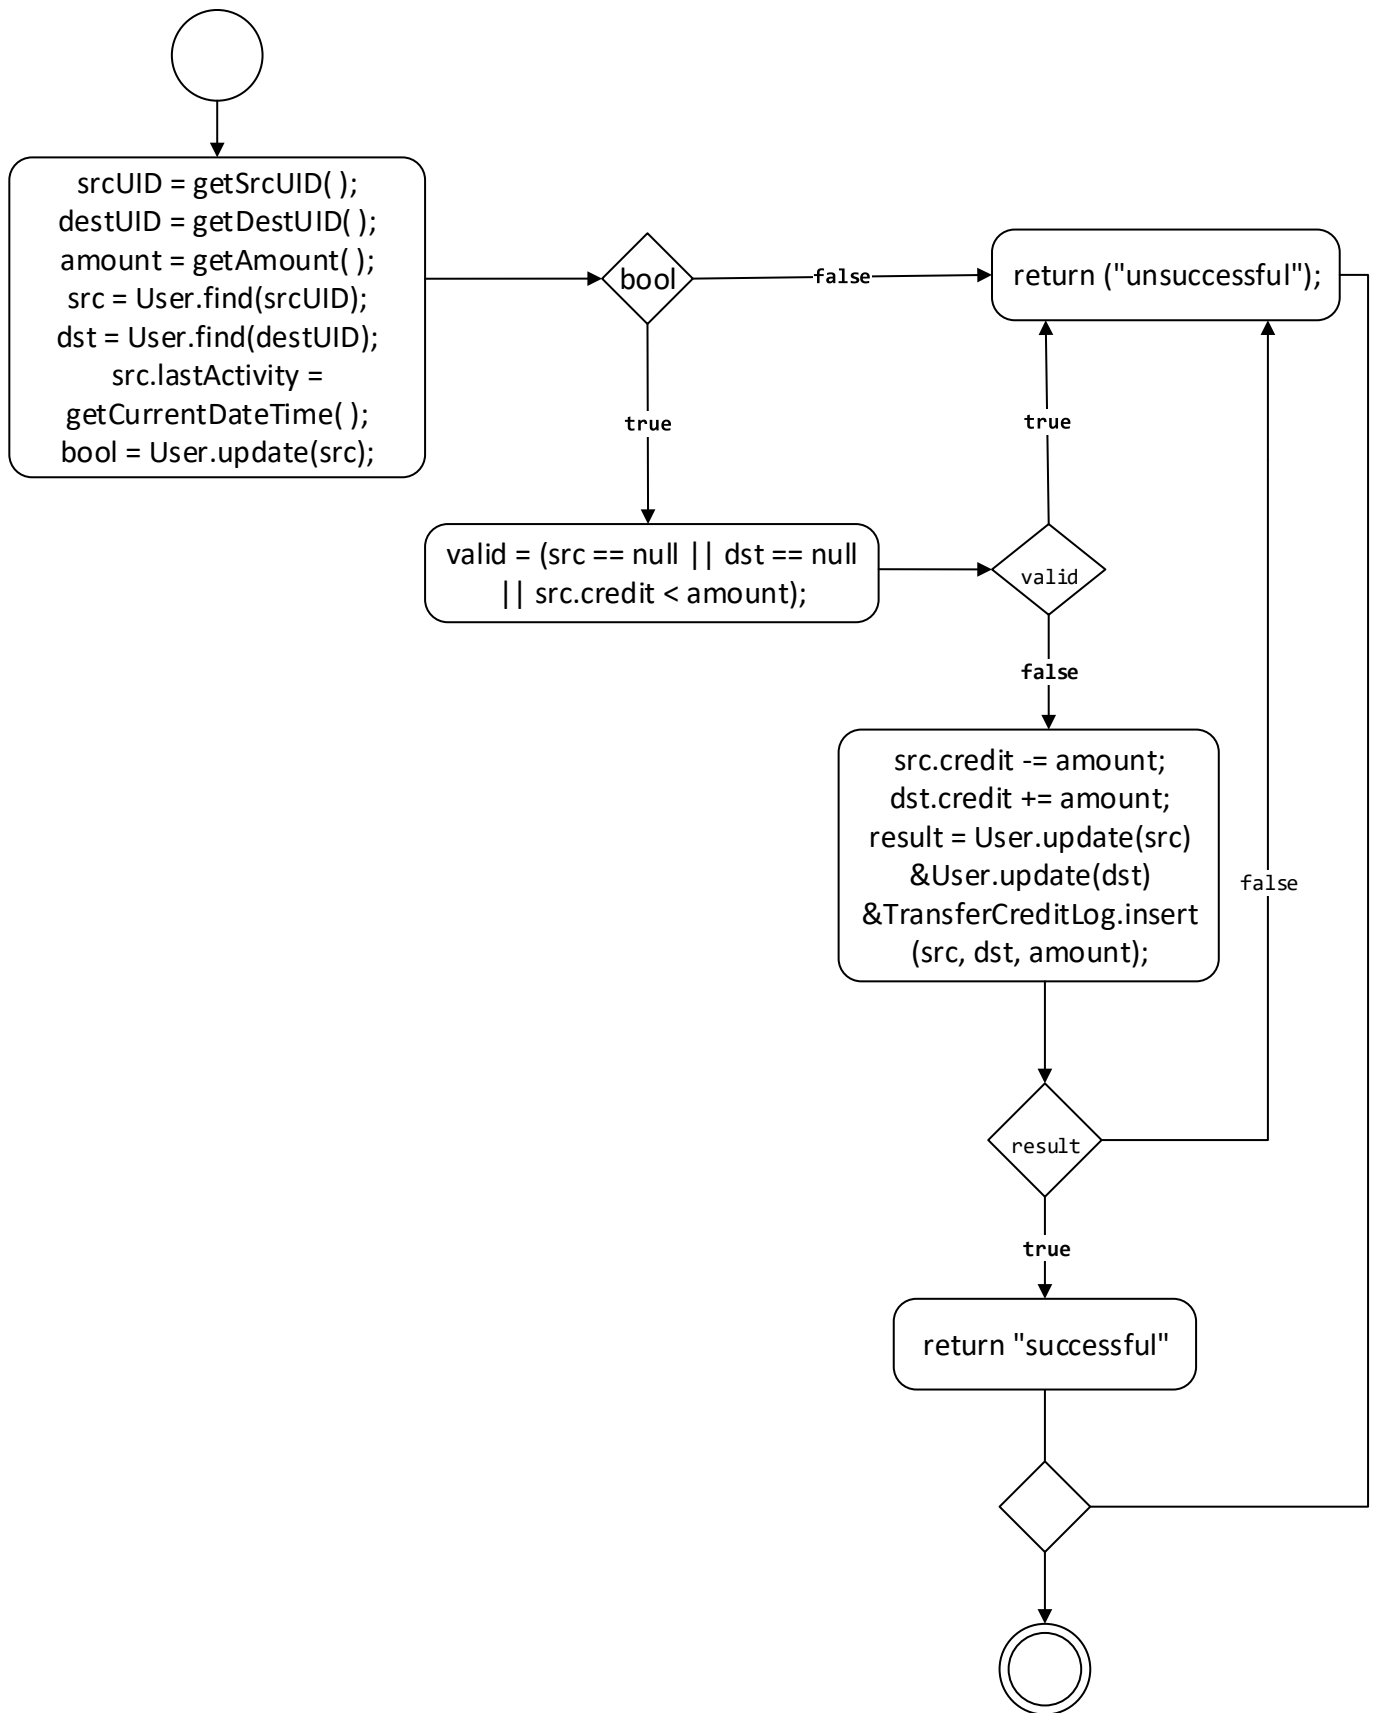 srcUID = getSrcUID( );
destUID = getDestUID( );
amount = getAmount( );
src = User.find(srcUID);
dst = User.find(destUID);
src.lastActivity =
getCurrentDateTime( );
bool = User.update(src);
bool
false
return ("unsuccessful");
true
true
valid = (src == null || dst == null
|| src.credit < amount);
valid
false
src.credit -= amount;
dst.credit += amount;
result = User.update(src)
&User.update(dst)
&TransferCreditLog.insert
(src, dst, amount);
false
result
true
return "successful"